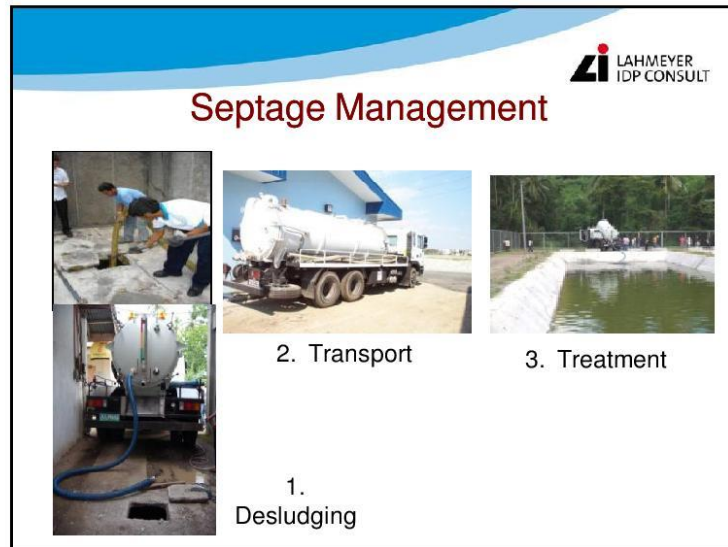 LAHMEYER
IDP CONSULT
Septage Management
2. Transport
3. Treatment
1.
Desludging